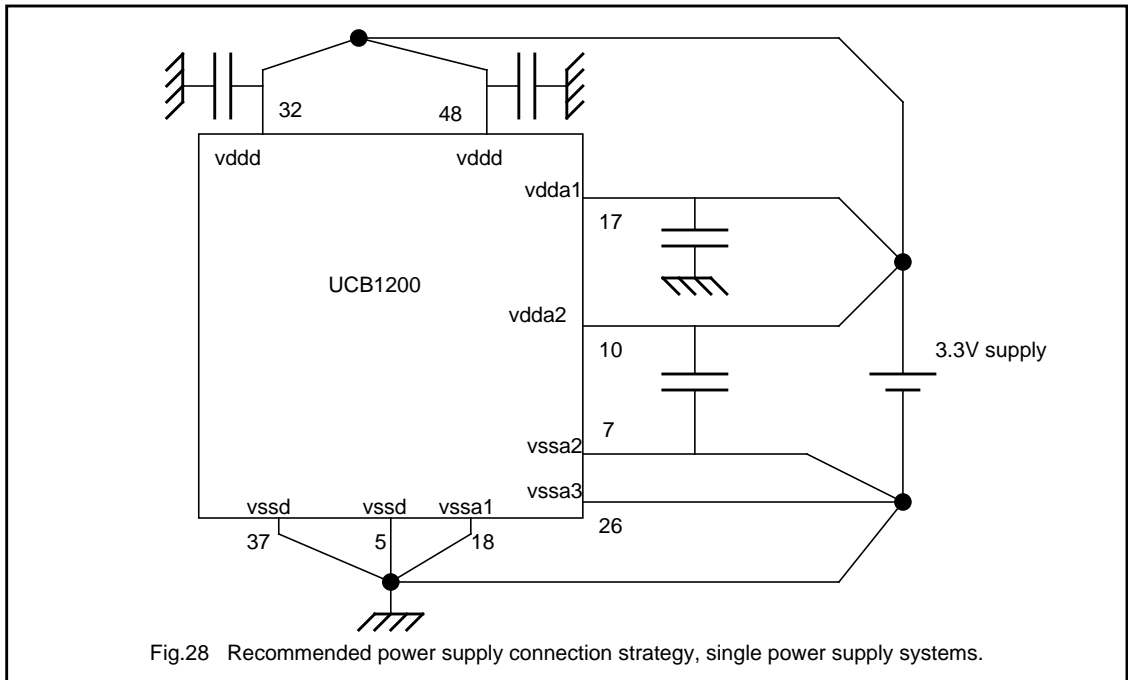 32
48
vddd
vddd
vdda1
17
UCB1200
vdda2
10
3.3V supply
7
vssa2
vssa3
26
vssd
vssd
vssa1
37
5
18
Fig.28 Recommended power supply connection strategy, single power supply systems.